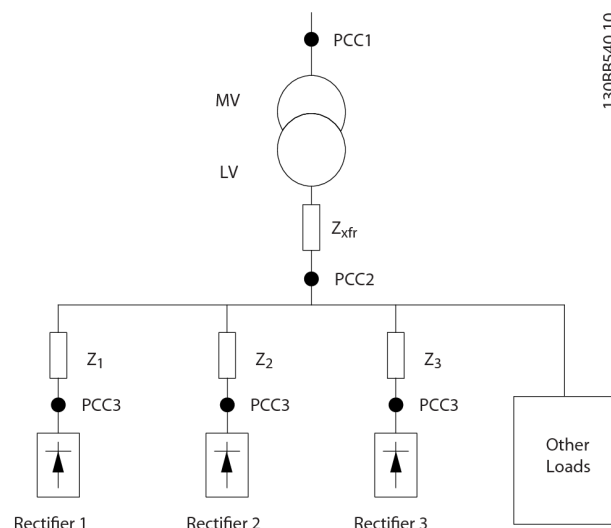 PCC1
130BB540.10
MV
LV
Zxfr
PCC2
Z1
Z2
Z3
PCC3
PCC3
PCC3
Other
Loads
Rectifier 1
Rectifier 2
Rectifier 3